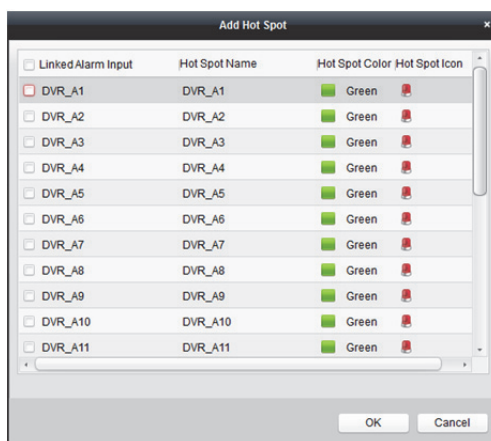 Add Hot Spot
Linked Alarm Input Hot Spot Name Hot Spot Color Hot Spot Icon
DVR_A1 DVR_A1 Green
DVR_A2 DVR_A2 Green
DVR_A3 DVR_A3 Green
DVR_A4 DVR_A4 Green
DVR_A5 DVR_A5 Green
DVR_A6 DVR_A6 Green
DVR_A7 DVR_A7 Green
DVR_A8 DVR_A8 Green
DVR_A9 DVR_A9 Green
DVR_A10 DVR_A10 Green
DVR_A11 DVR_A11 Green
OK Cancel